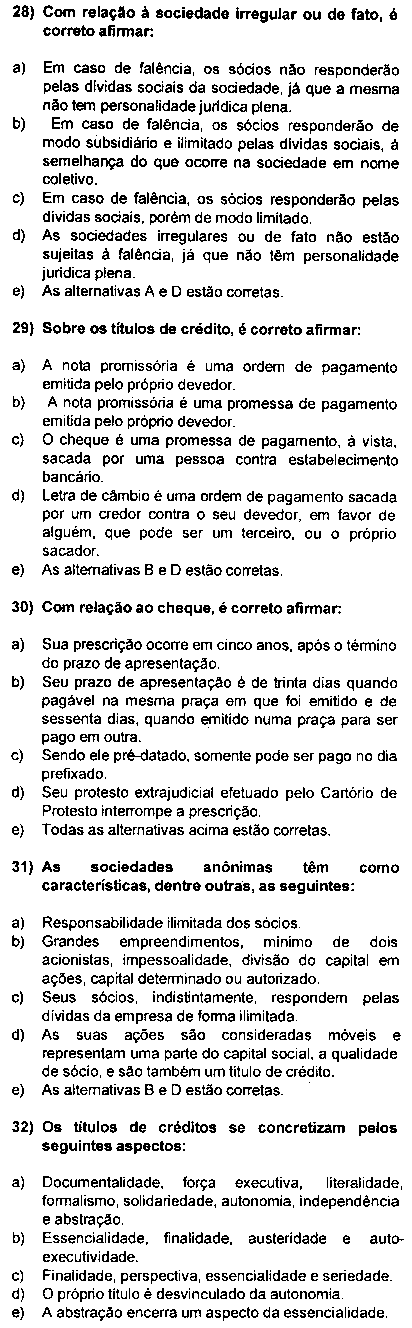 28) Com relação à sociedade irregular ou de fato, é
correto afirmar:
a) Em caso de falência, os sócios não responderão
pelas dívidas sociais da sociedade, já que a mesma
não tem personalidade jurídica plena.
b) Em caso de falência, os sócios responderão de
modo subsidiário e ilimitado pelas dívidas sociais, à
semelhança do que ocorre na sociedade em nome
coletivo.
c) Em caso de falência, os sócios responderão pelas
dívidas sociais, porém de modo limitado.
d) As sociedades irregulares ou de fato não estão
sujeitas à falência, já que não têm personalidade
jurídica plena.
e) As alternativas A e D estão corretas.
29) Sobre os títulos de crédito, é correto afirmar:
a) A nota promissória é uma ordem de pagamento
emitida pelo próprio devedor.
b) A nota promissória é uma promessa de pagamento
emitida pelo próprio devedor.
c) O cheque é uma promessa de pagamento, à vista,
sacada por uma pessoa contra estabelecimento
bancário.
d) Letra de câmbio é uma ordem de pagamento sacada
por um credor contra o seu devedor, em favor de
alguém, que pode ser um terceiro, ou o próprio
sacador.
e) As alternativas B e D estão corretas.
30) Com relação ao cheque, é correto afirmar:
a) Sua prescrição ocorre em cinco anos, após o término
do prazo de apresentação.
b) Seu prazo de apresentação é de trinta dias quando
pagável na mesma praça em que foi emitido e de
sessenta dias, quando emitido numa praça para ser
pago em outra.
c) Sendo ele pré-datado, somente pode ser pago no dia
prefixado.
d) Seu protesto extrajudicial efetuado pelo Cartório de
Protesto interrompe a prescrição.
e) Todas as alternativas acima estão corretas.
31) As sociedades anônimas têm como
características, dentre outras, as seguintes:
a) Responsabilidade ilimitada dos sócios.
b) Grandes empreendimentos, mínimo de dois
acionistas, impessoalidade, divisão do capital em
ações, capital determinado ou autorizado.
c) Seus sócios, indistintamente, respondem pelas
dívidas da empresa de forma ilimitada.
d) As suas ações são consideradas móveis e
representam uma parte do capital social, a qualidade
de sócio, e são também um título de crédito.
e) As alternativas B e D estão corretas.
32) Os títulos de créditos se concretizam pelos
seguintes aspectos:
a) Documentalidade, força executiva, literalidade,
formalismo, solidariedade, autonomia, independência
e abstração.
b) Essencialidade, finalidade, austeridade e auto-
executividade.
c) Finalidade, perspectiva, essencialidade e seriedade.
d) O próprio título é desvinculado da autonomia.
e) A abstração encerra um aspecto da essencialidade.